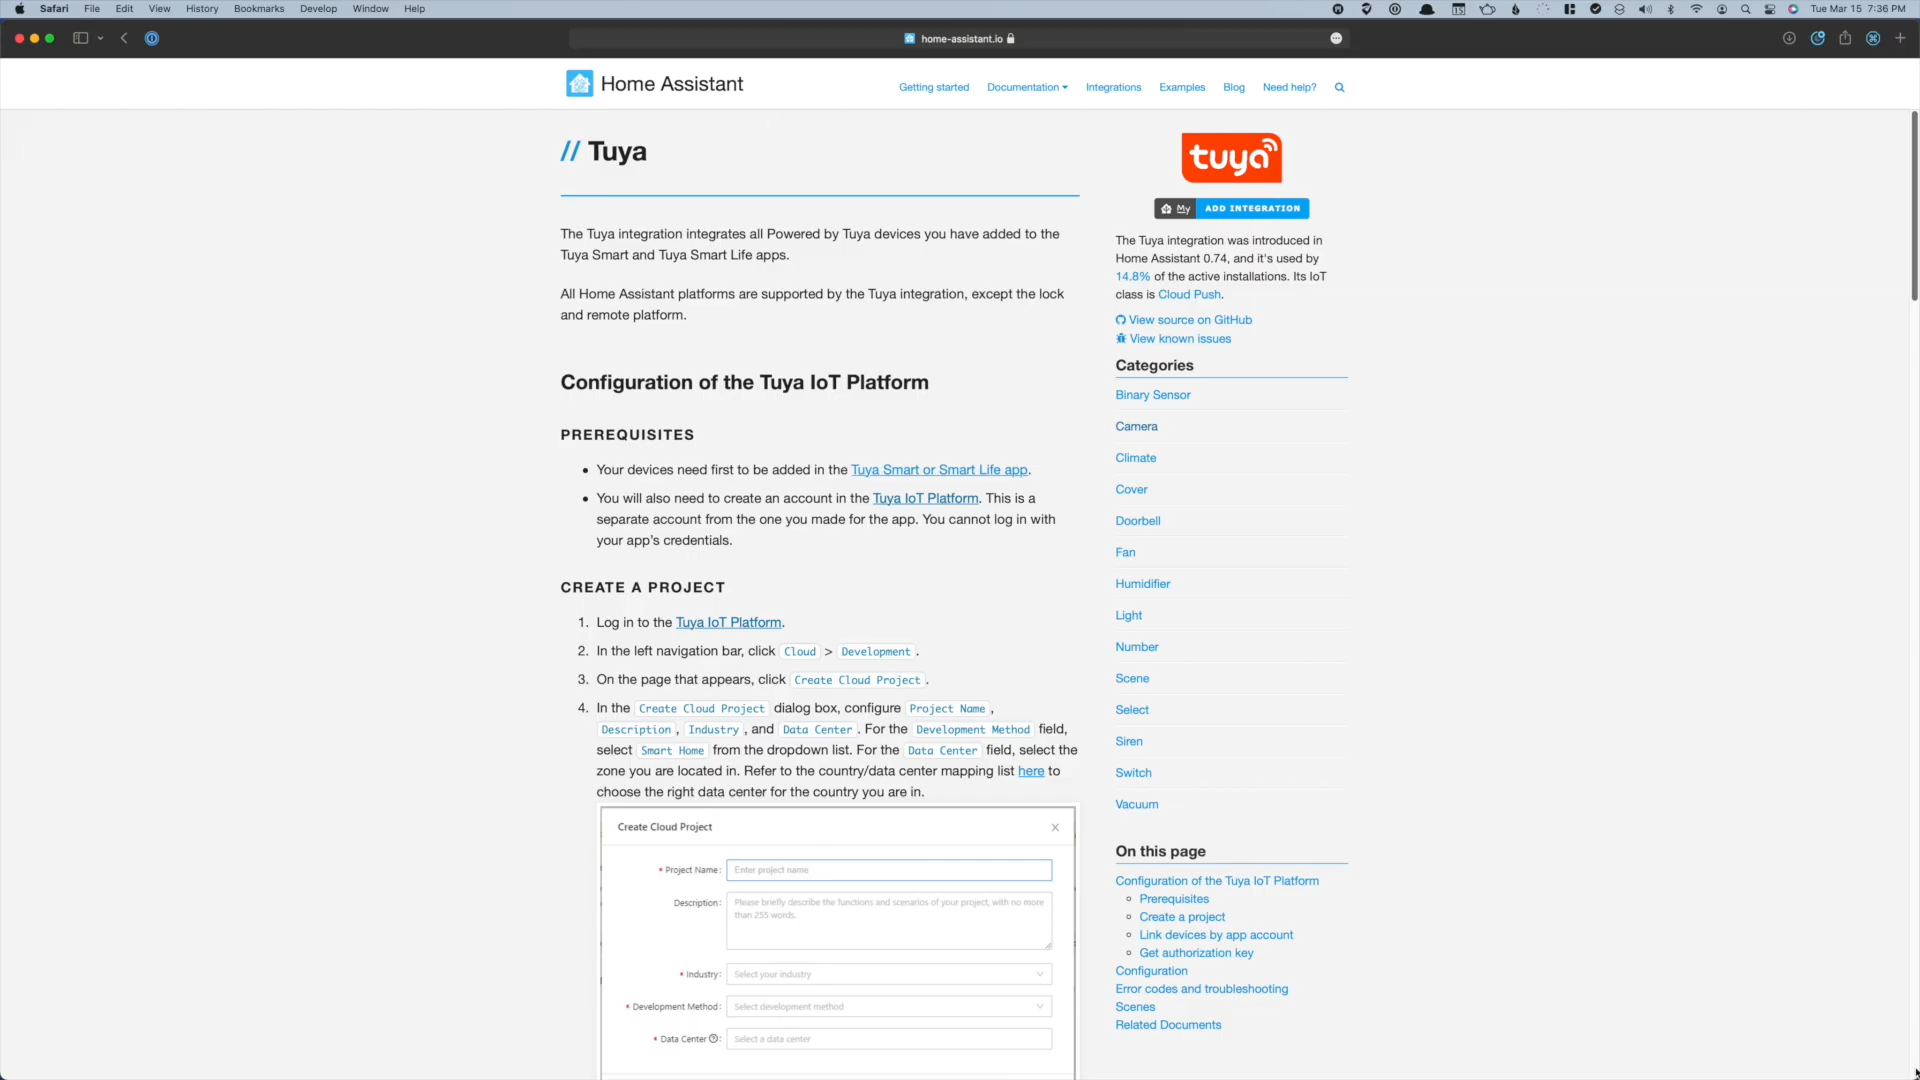 Safari File Edit View History Bookmarks Develop Window Help
15
Tue Mar 15 7:36 PM
home-assistant.io
Home Assistant
Getting started Documentation Integrations Examples Blog Need help?
// Tuya
The Tuya integration integrates all Powered by Tuya devices you have added to the
Tuya Smart and Tuya Smart Life apps.
All Home Assistant platforms are supported by the Tuya integration, except the lock
and remote platform.
Configuration of the Tuya IoT Platform
PREREQUISITES
• Your devices need first to be added in the Tuya Smart or Smart Life app.
• You will also need to create an account in the Tuya IoT Platform. This is a
separate account from the one you made for the app. You cannot log in with
your app’s credentials.
CREATE A PROJECT
1. Log in to the Tuya IoT Platform.
2. In the left navigation bar, click Cloud > Development.
3. On the page that appears, click Create Cloud Project.
4. In the Create Cloud Project dialog box, configure Project Name,
Description, Industry, and Data Center. For the Development Method field,
select Smart Home from the dropdown list. For the Data Center field, select the
zone you are located in. Refer to the country/data center mapping list here to
choose the right data center for the country you are in.
Create Cloud Project
* Project Name: Enter project name
Description: Please briefly describe the functions and scenarios of your project, with no more
than 255 words.
* Industry: Select your industry
* Development Method: Select development method
* Data Center : Select a data center
tuya
My ADD INTEGRATION
The Tuya integration was introduced in
Home Assistant 0.74, and it's used by
14.8% of the active installations. Its IoT
class is Cloud Push.
View source on GitHub
View known issues
Categories
Binary Sensor
Camera
Climate
Cover
Doorbell
Fan
Humidifier
Light
Number
Scene
Select
Siren
Switch
Vacuum
On this page
Configuration of the Tuya IoT Platform
Prerequisites
Create a project
Link devices by app account
Get authorization key
Configuration
Error codes and troubleshooting
Scenes
Related Documents